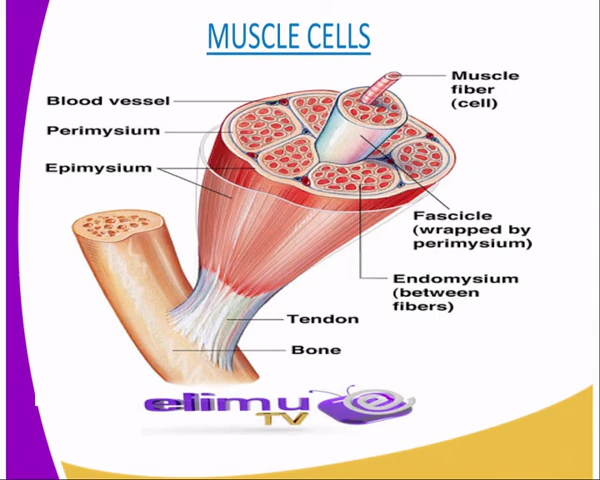 MUSCLE CELLS
Muscle
fiber
(cell)
Blood vessel
Perimysium
Epimysium
Fascicle
(wrapped by
perimysium)
Endomysium
(between
fibers)
Tendon
Bone
elimu
TV